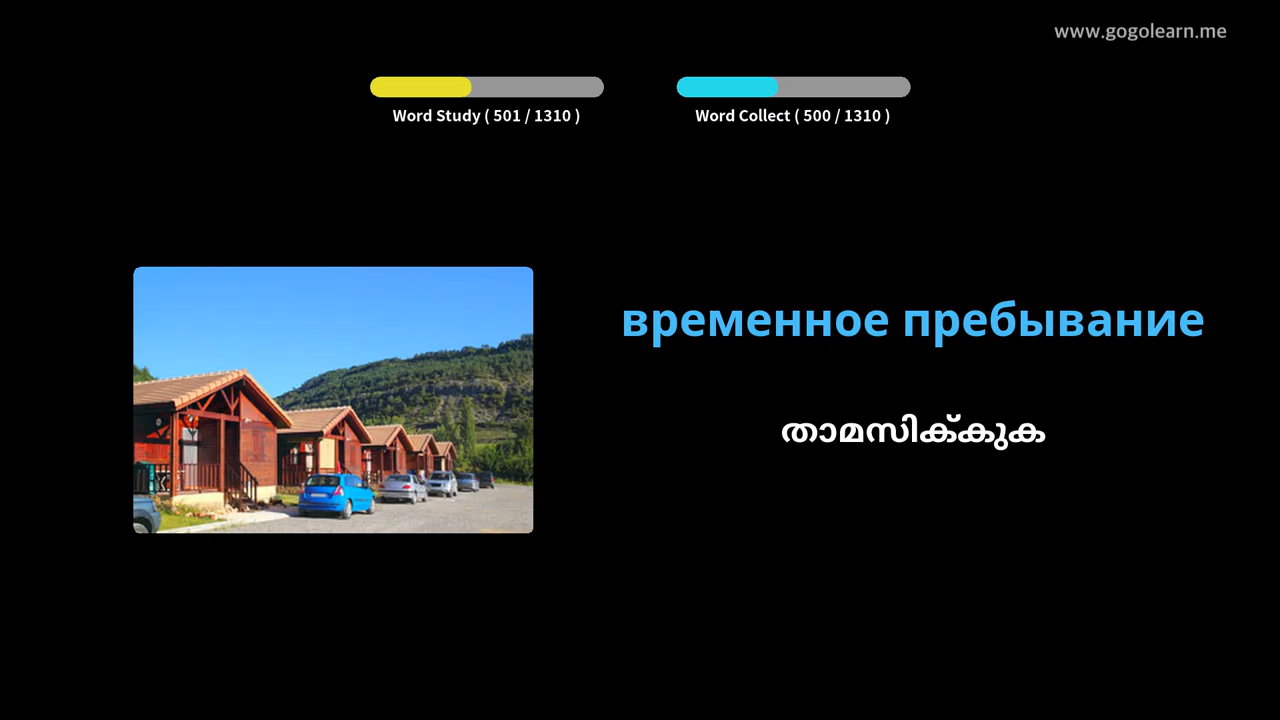 www.gogolearn.me
Word Study ( 501 / 1310 )
Word Collect ( 500 / 1310 )
временное пребывание
താമസിക്കുക